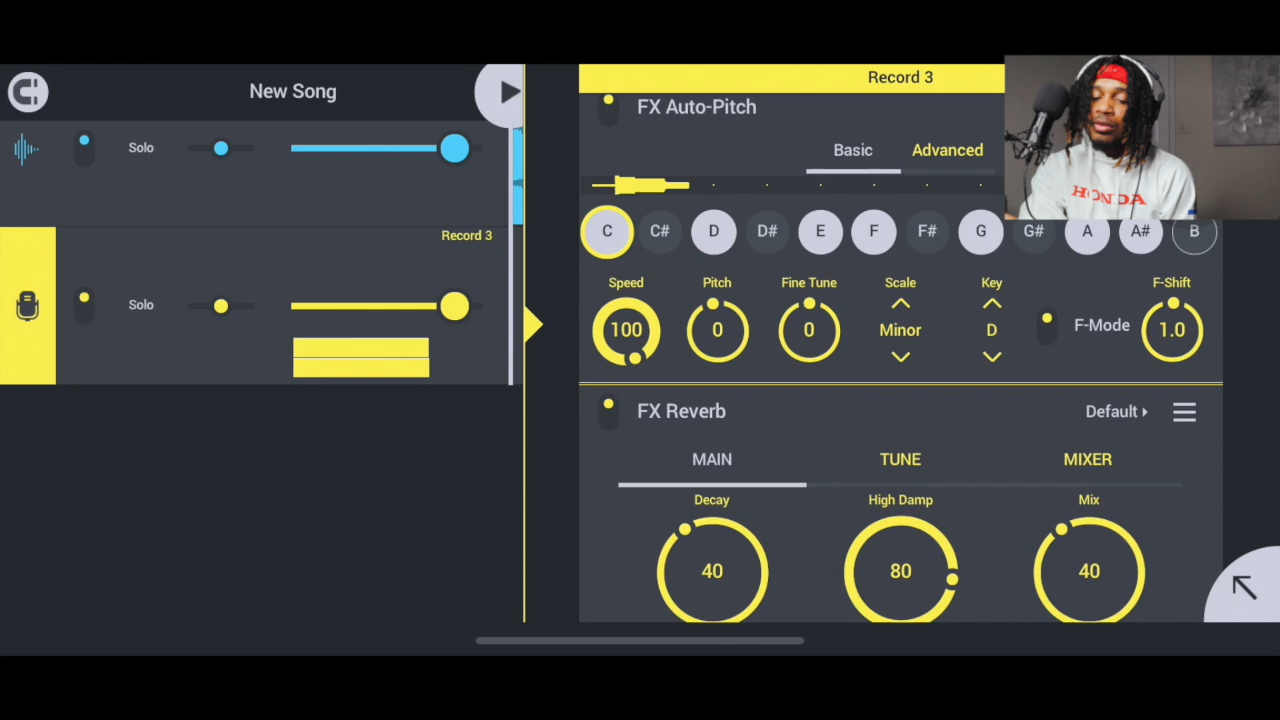 New Song
Record 3
FX Auto-Pitch
Basic Advanced
HONDA
Solo
C C# D D# E F F# G G# A A# B
Record 3
Solo
Speed Pitch Fine Tune Scale Key F-Shift
100 0 0 Minor D F-Mode 1.0
FX Reverb Default
MAIN TUNE MIXER
Decay High Damp Mix
40 80 40